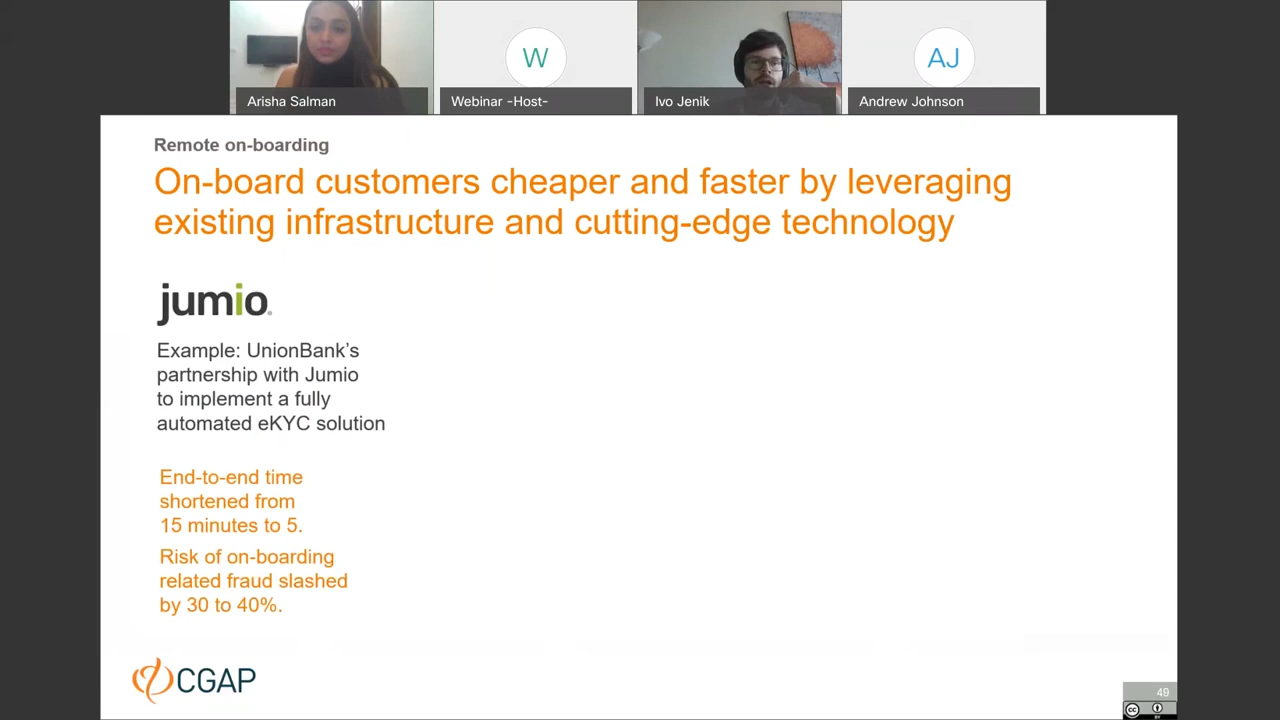 W
AJ
Arisha Salman
Webinar -Host-
Ivo Jenik
Andrew Johnson
Remote on-boarding
On-board customers cheaper and faster by leveraging
existing infrastructure and cutting-edge technology
jumio
Example: UnionBank’s
partnership with Jumio
to implement a fully
automated eKYC solution
End-to-end time
shortened from
15 minutes to 5.
Risk of on-boarding
related fraud slashed
by 30 to 40%.
CGAP
49
cc
BY